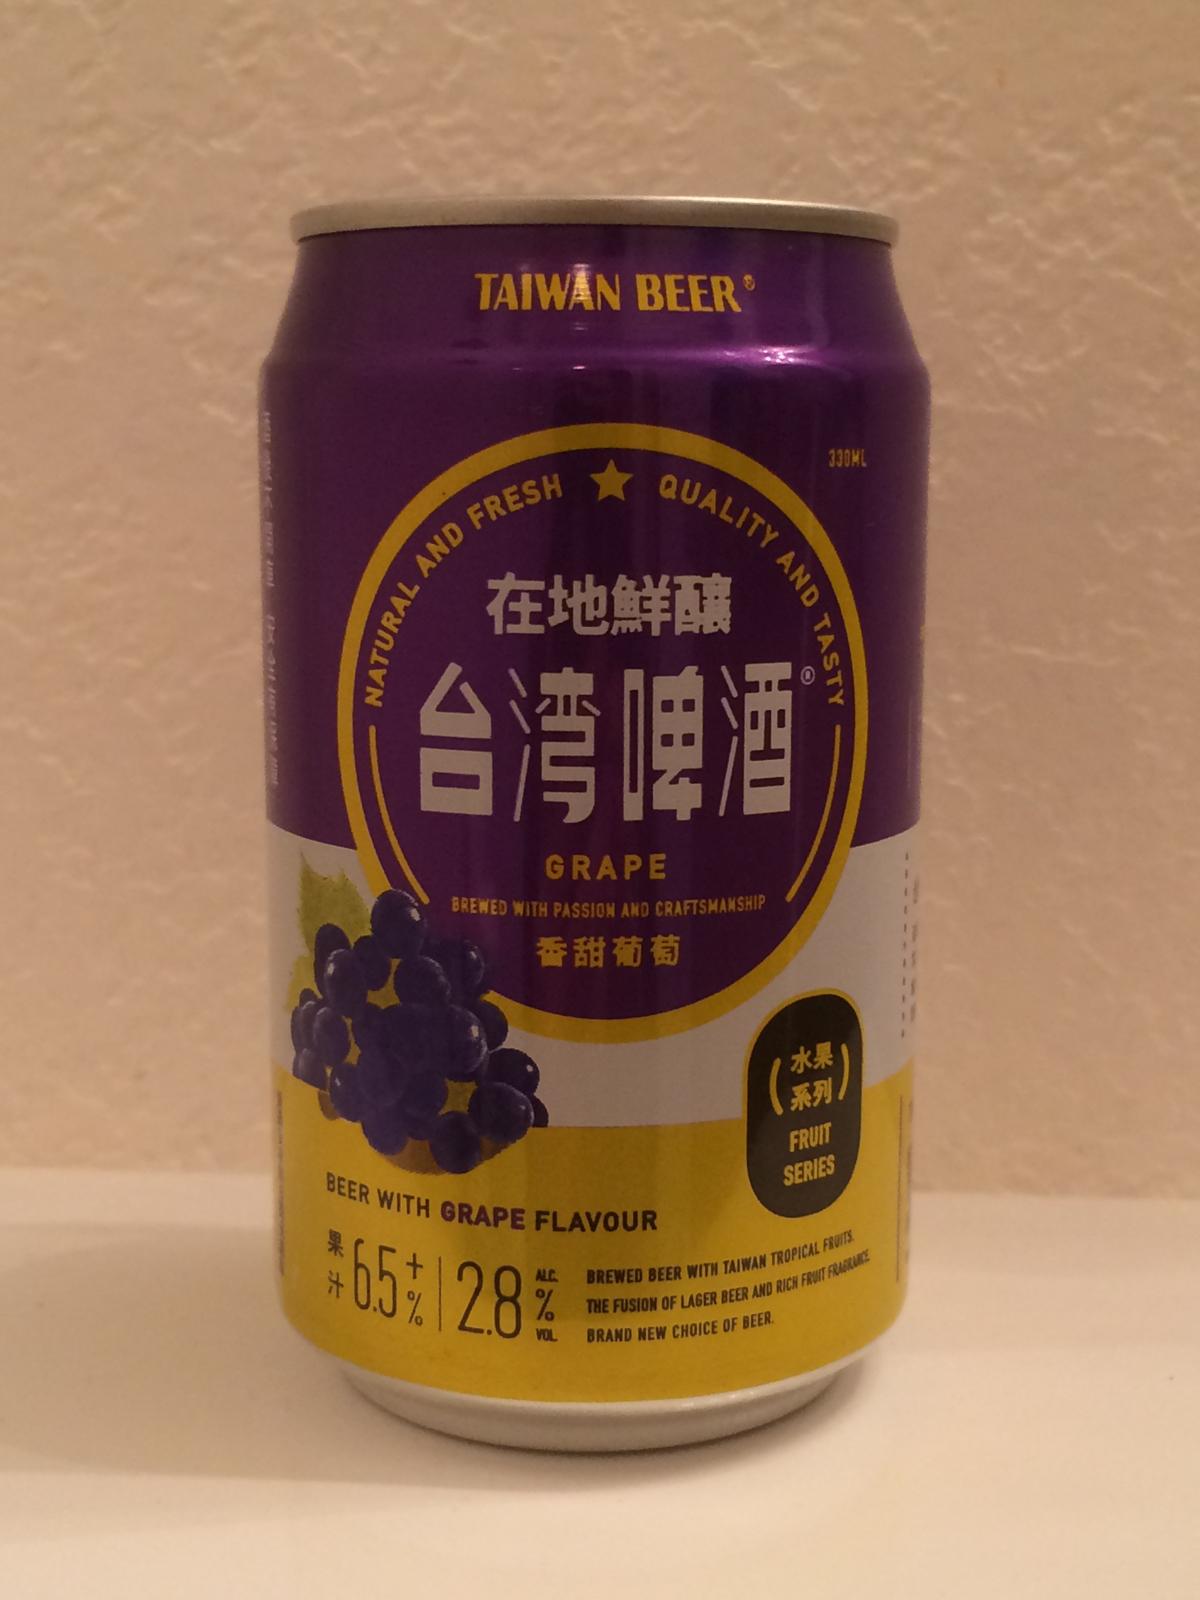 TAIWAN BEER®
330ML
NATURAL AND FRESH ★ QUALITY AND TASTY
在地鮮釀
台湾啤酒®
GRAPE
BREWED WITH PASSION AND CRAFTSMANSHIP
香甜葡萄
(水果
系列)
FRUIT
SERIES
BEER WITH GRAPE FLAVOUR
果汁 6.5+% | 2.8 ALC. % VOL.
BREWED BEER WITH TAIWAN TROPICAL FRUITS.
THE FUSION OF LAGER BEER AND RICH FRUIT FRAGRANCE.
BRAND NEW CHOICE OF BEER.